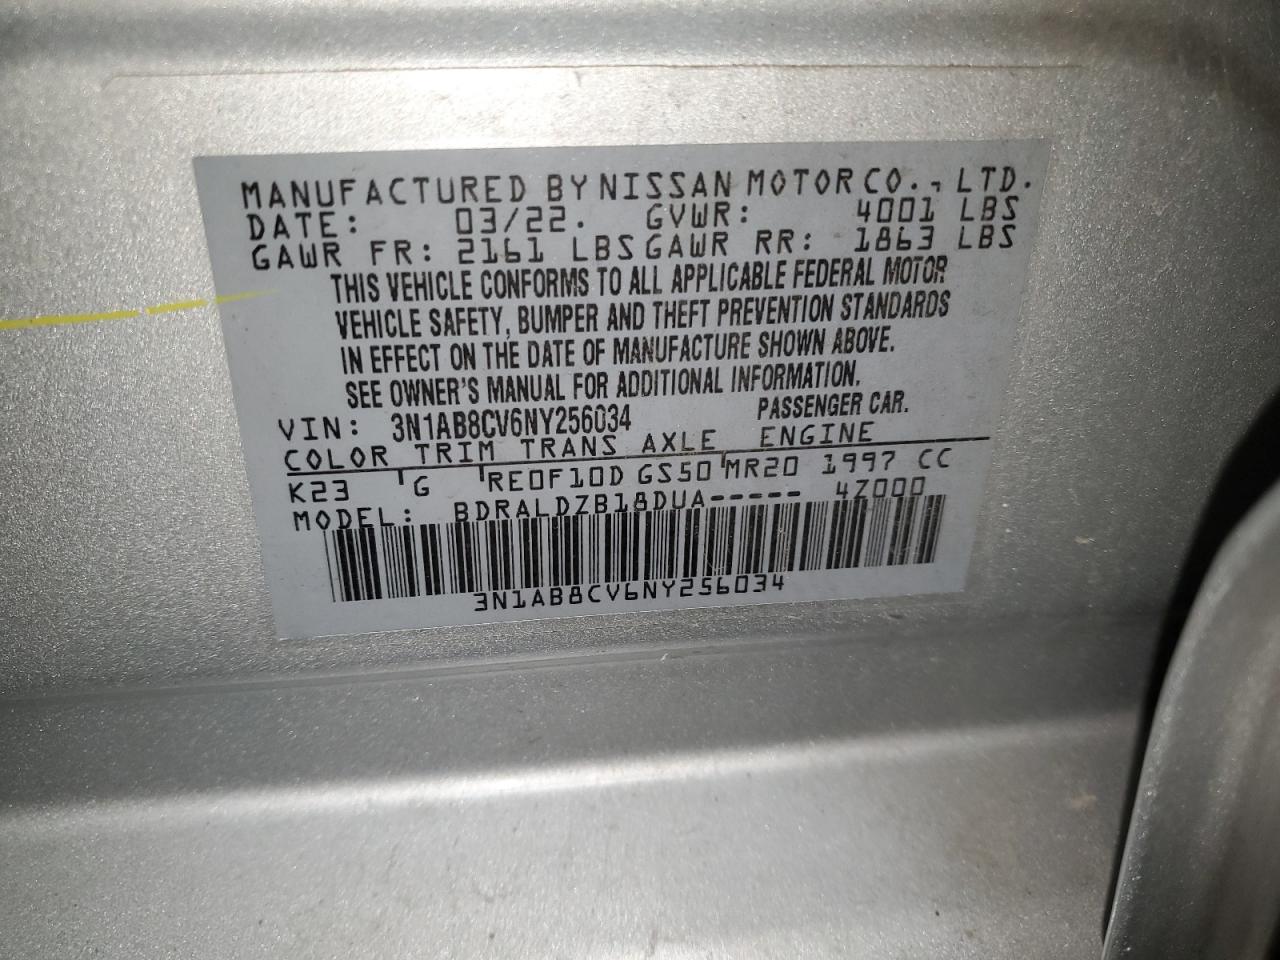 MANUFACTURED BY NISSAN MOTOR CO., LTD.
DATE: 03/22. GVWR: 4001 LBS
GAWR FR: 2161 LBS GAWR RR: 1863 LBS
THIS VEHICLE CONFORMS TO ALL APPLICABLE FEDERAL MOTOR
VEHICLE SAFETY, BUMPER AND THEFT PREVENTION STANDARDS
IN EFFECT ON THE DATE OF MANUFACTURE SHOWN ABOVE.
SEE OWNER'S MANUAL FOR ADDITIONAL INFORMATION.
VIN: 3N1AB8CV6NY256034 PASSENGER CAR.
COLOR TRIM TRANS AXLE ENGINE
K23 G RE0F10D GS50 MR20 1997 CC
MODEL: BDRALDZB18DUA----- 4Z000
3N1AB8CV6NY256034